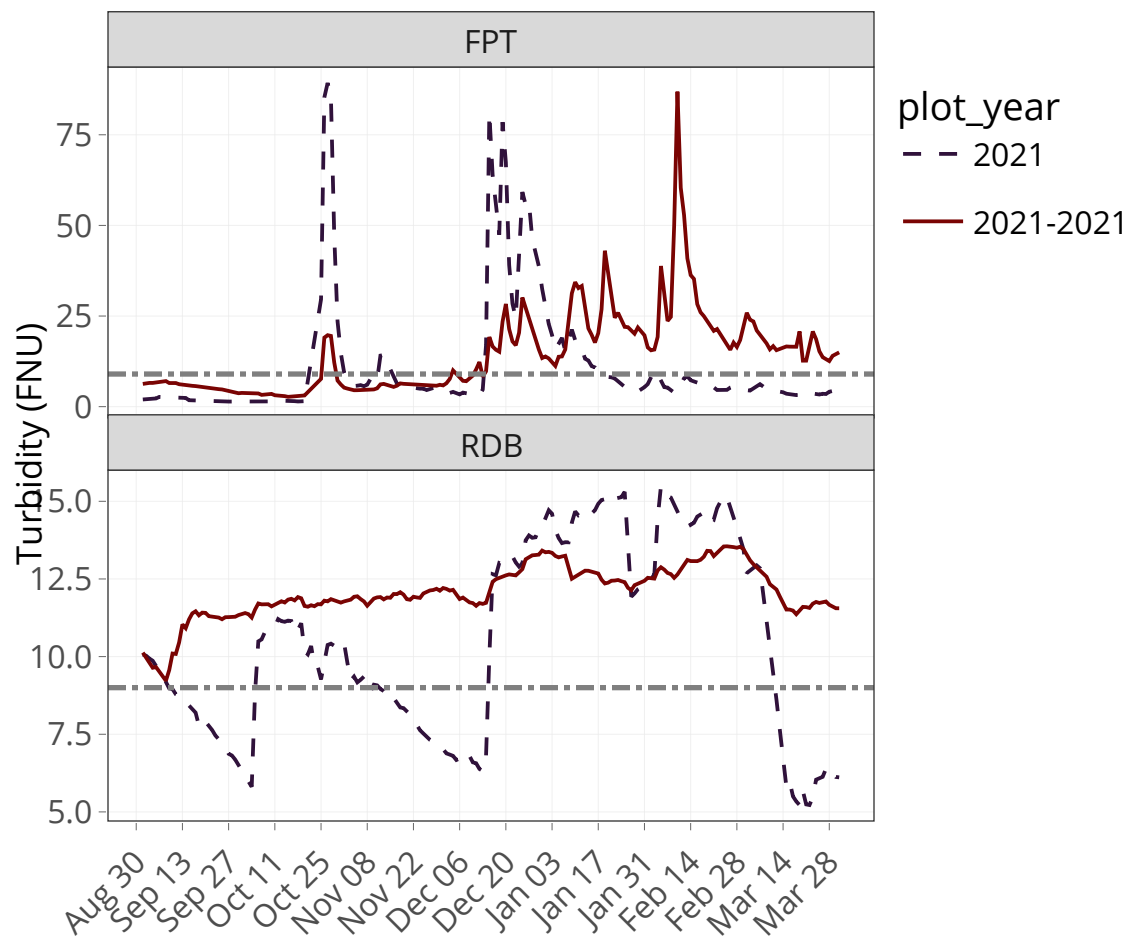 FPT
plot_year
2021
2021-2021
75
50
25
0
Turbidity (FNU)
RDB
15.0
12.5
10.0
7.5
5.0
Aug 30
Sep 13
Sep 27
Oct 11
Oct 25
Nov 08
Nov 22
Dec 06
Dec 20
Jan 03
Jan 17
Jan 31
Feb 14
Feb 28
Mar 14
Mar 28